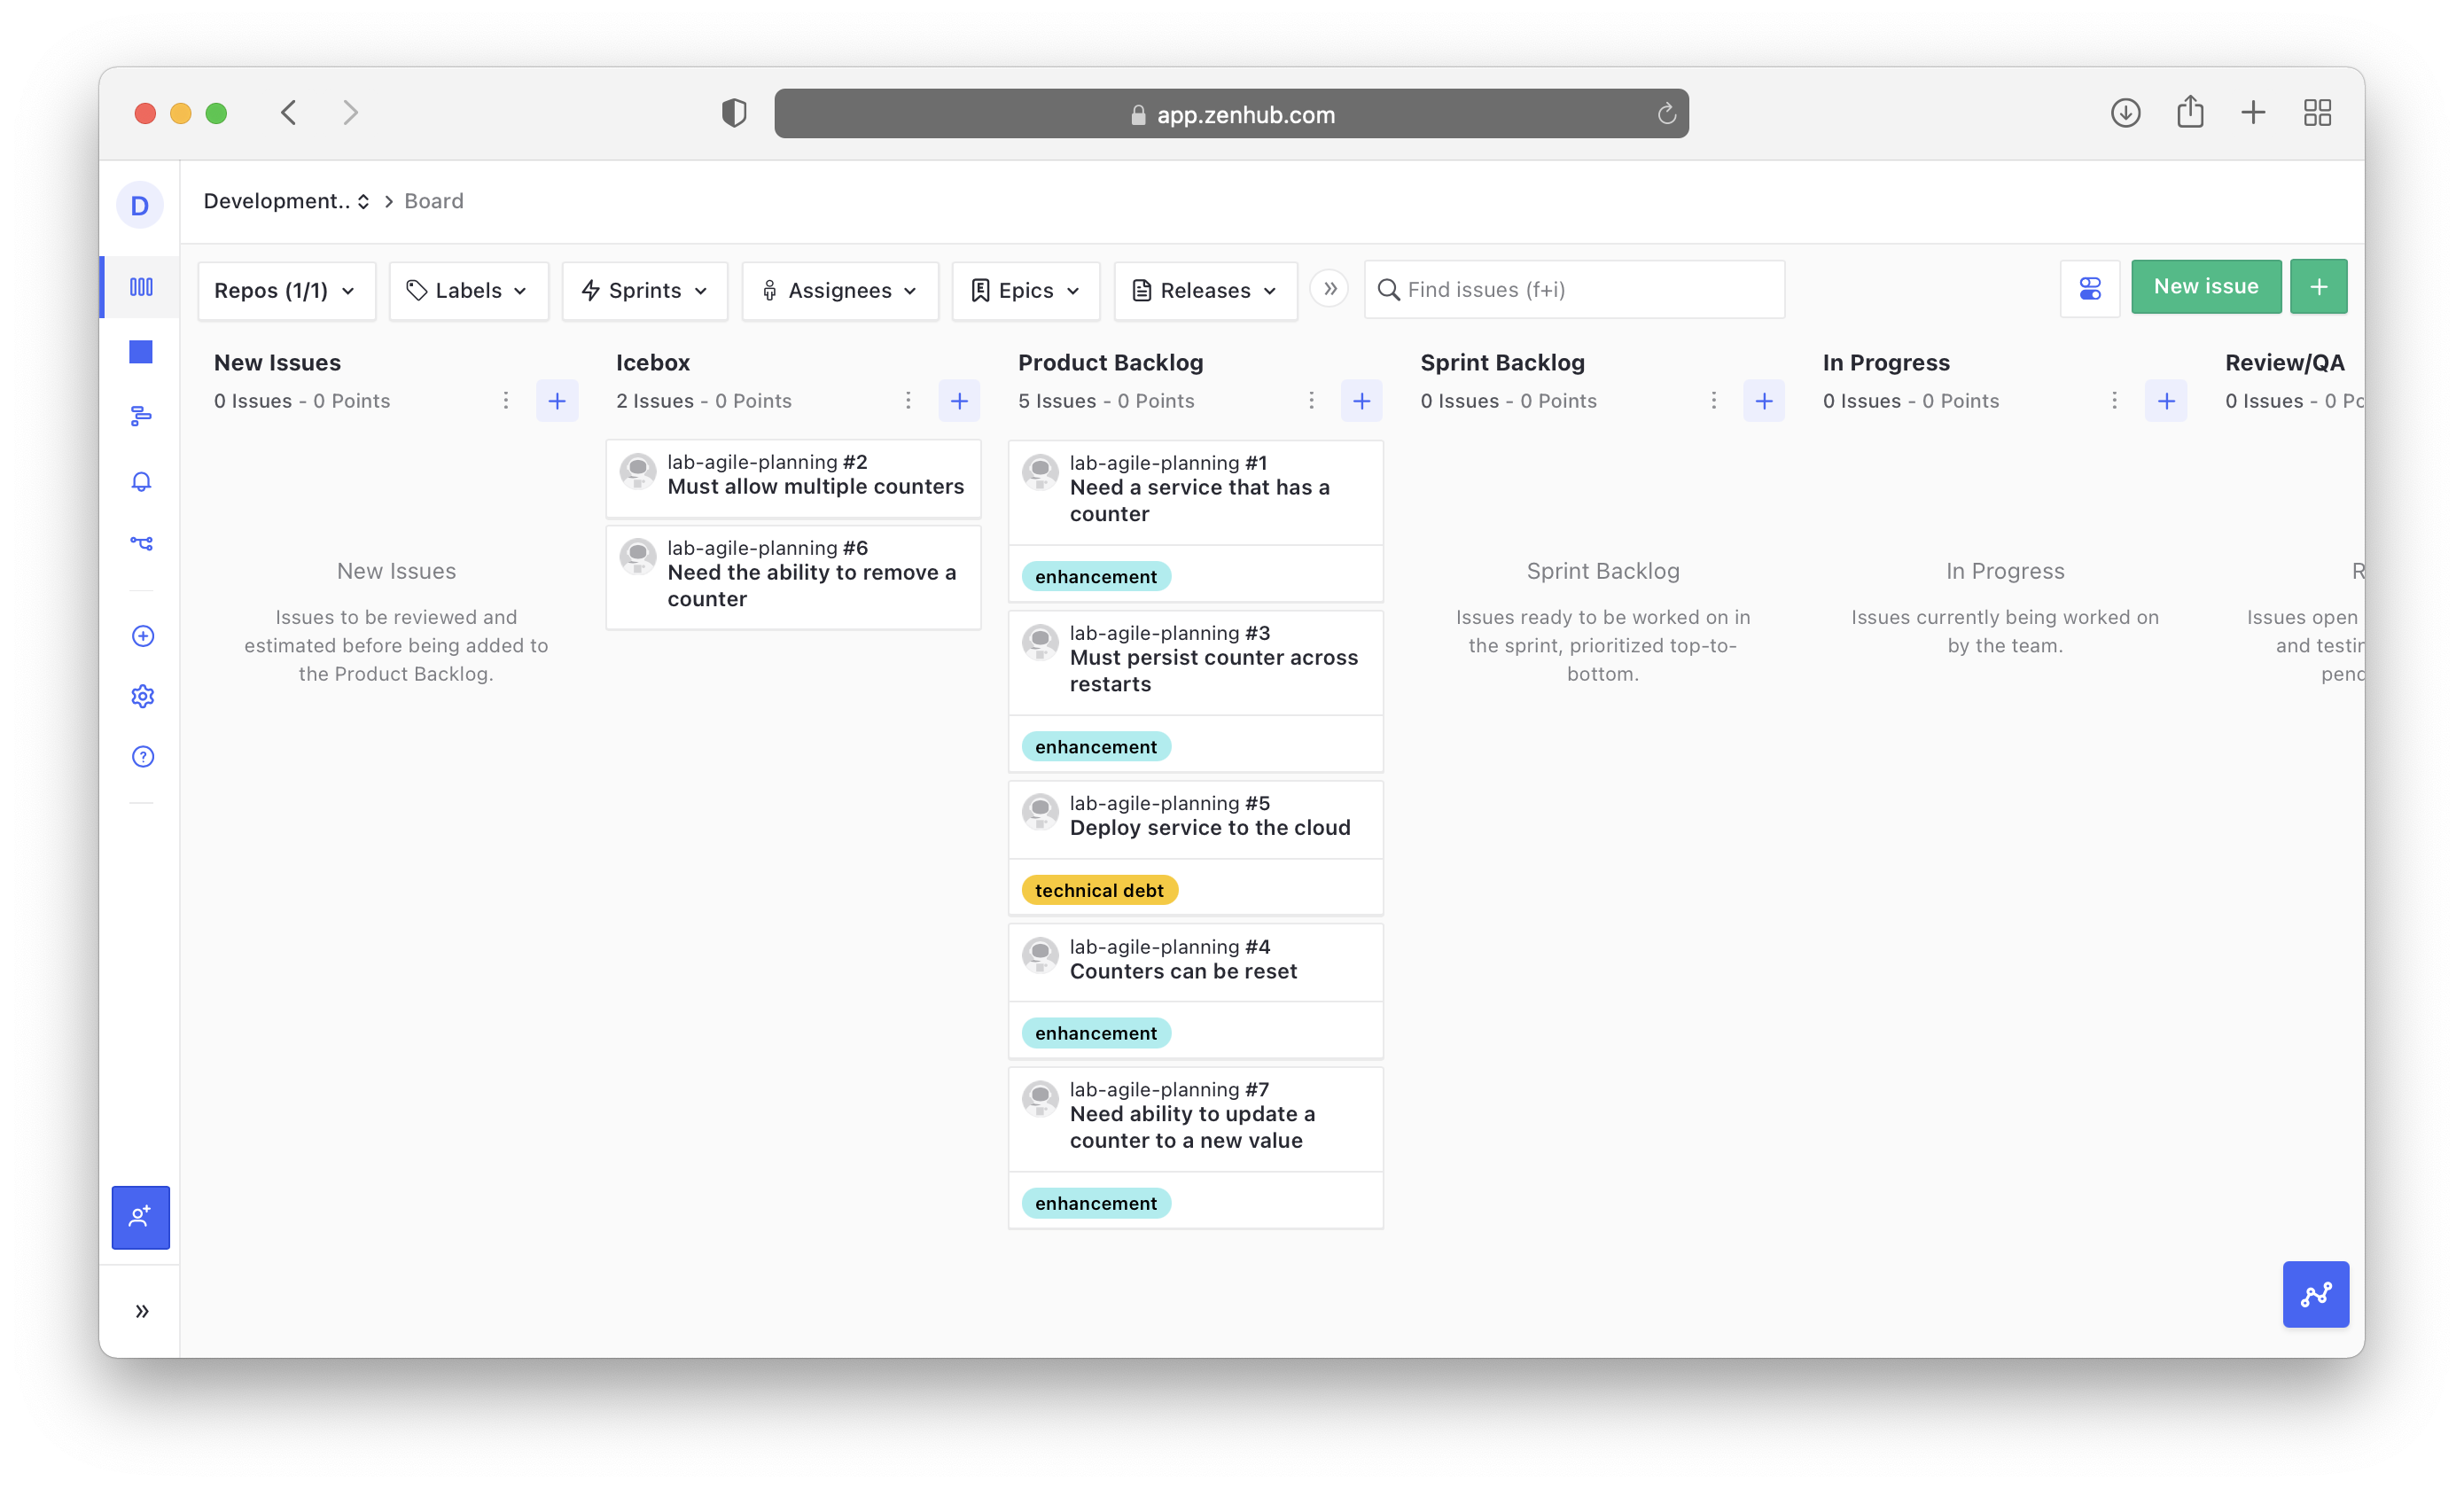 app.zenhub.com
D
Development..
Board
Repos (1/1)
Labels
Sprints
Assignees
Epics
Releases
Find issues (f+i)
New issue
New Issues
0 Issues - 0 Points
New Issues
Issues to be reviewed and
estimated before being added to
the Product Backlog.
Icebox
2 Issues - 0 Points
lab-agile-planning #2
Must allow multiple counters
lab-agile-planning #6
Need the ability to remove a
counter
Product Backlog
5 Issues - 0 Points
lab-agile-planning #1
Need a service that has a
counter
enhancement
lab-agile-planning #3
Must persist counter across
restarts
enhancement
lab-agile-planning #5
Deploy service to the cloud
technical debt
lab-agile-planning #4
Counters can be reset
enhancement
lab-agile-planning #7
Need ability to update a
counter to a new value
enhancement
Sprint Backlog
0 Issues - 0 Points
Sprint Backlog
Issues ready to be worked on in
the sprint, prioritized top-to-
bottom.
In Progress
0 Issues - 0 Points
In Progress
Issues currently being worked on
by the team.
Review/QA
0 Issues - 0 Po
R
Issues open
and testin
pend